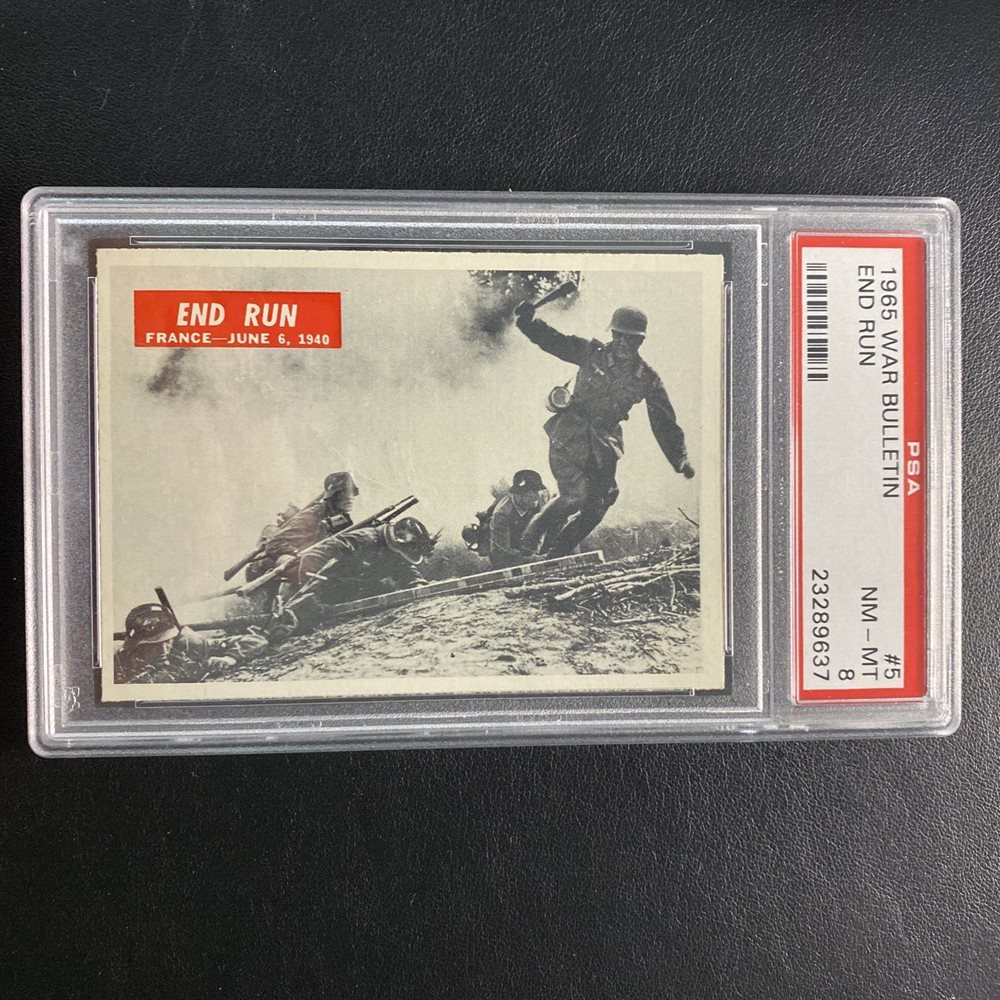 END RUN
FRANCE—JUNE 6, 1940
PSA
1965 WAR BULLETIN #5
END RUN NM – MT 8
23289637